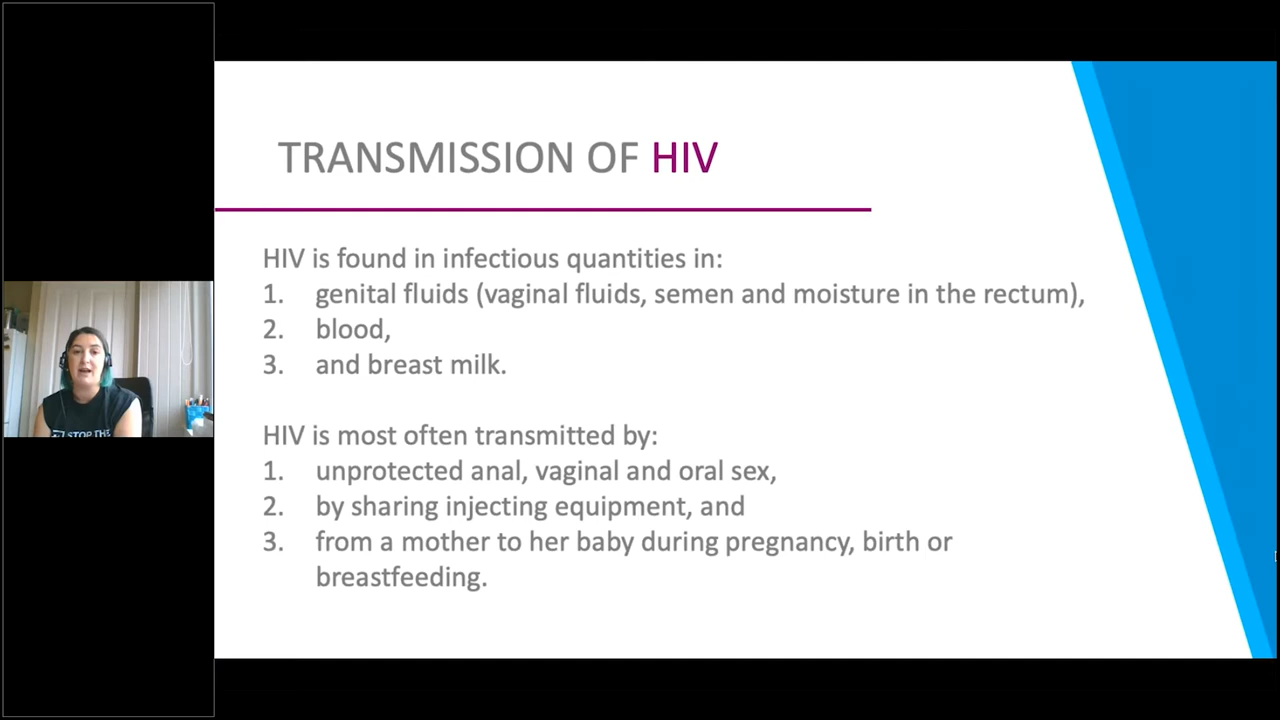 TRANSMISSION OF HIV
HIV is found in infectious quantities in:
1. genital fluids (vaginal fluids, semen and moisture in the rectum),
2. blood,
3. and breast milk.
HIV is most often transmitted by:
1. unprotected anal, vaginal and oral sex,
2. by sharing injecting equipment, and
3. from a mother to her baby during pregnancy, birth or
breastfeeding.
STOP THE